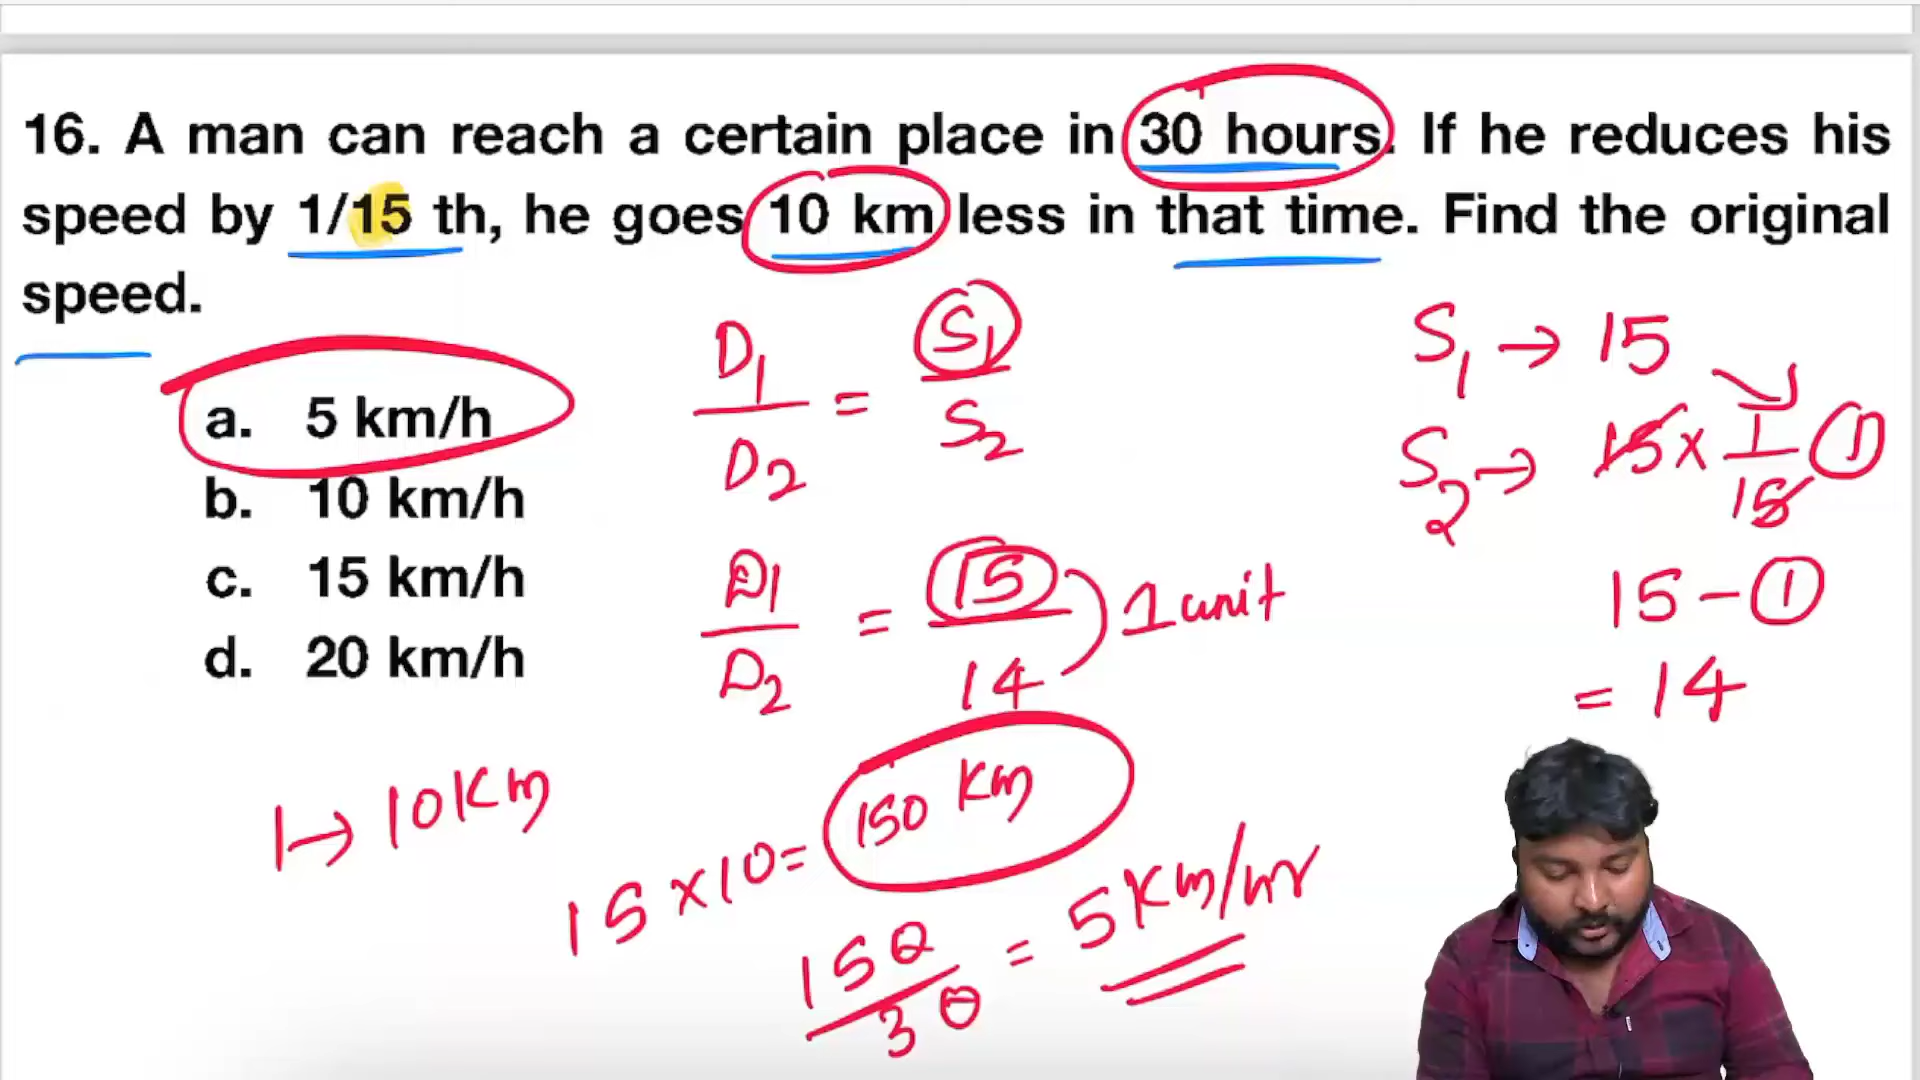 16. A man can reach a certain place in 30 hours. If he reduces his
speed by 1/15 th, he goes 10 km less in that time. Find the original
speed.
a. 5 km/h
b. 10 km/h
c. 15 km/h
d. 20 km/h
D1/D2 = S1/S2
D1/D2 = 15/14 1 unit
S1 → 15
S2 → 15 × 1/15 1
15 - 1
= 14
1 → 10 Km
15 × 10 = 150 Km
150/30 = 5 Km/hr